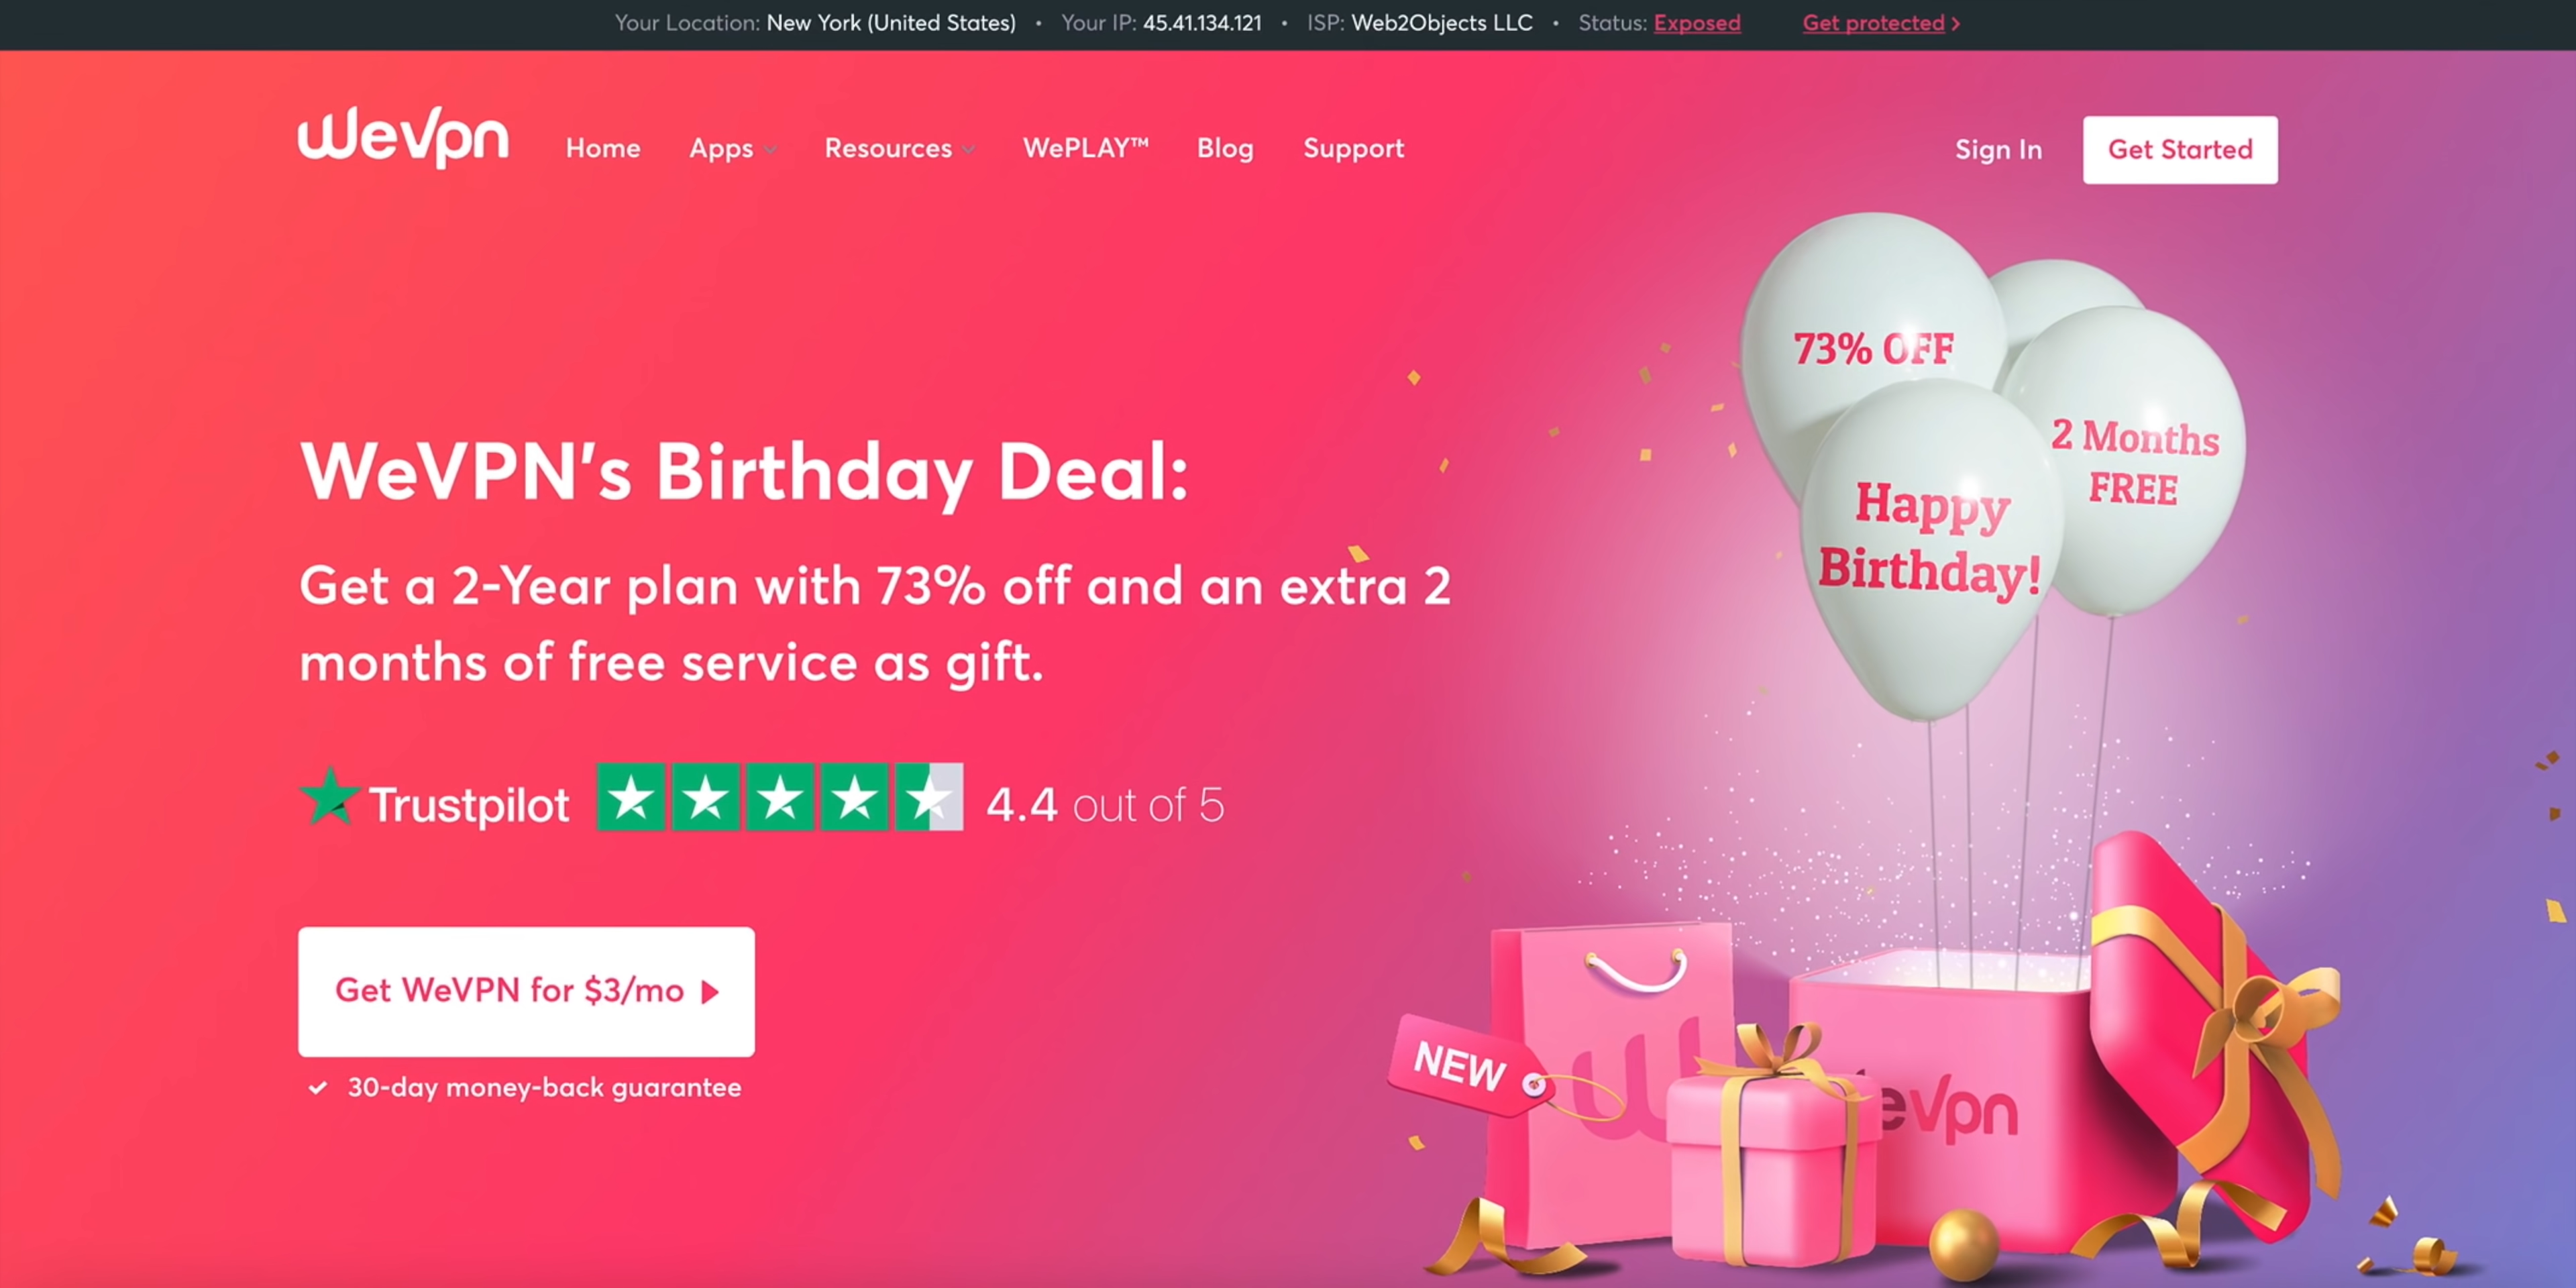 Your Location: New York (United States) • Your IP: 45.41.134.121 • ISP: Web2Objects LLC • Status: Exposed Get protected >
wevpn Home Apps Resources WePLAY™ Blog Support Sign In Get Started
73% OFF
2 Months
FREE
Happy
Birthday!
WeVPN's Birthday Deal:
Get a 2-Year plan with 73% off and an extra 2
months of free service as gift.
Trustpilot 4.4 out of 5
Get WeVPN for $3/mo
30-day money-back guarantee
NEW
w
evpn